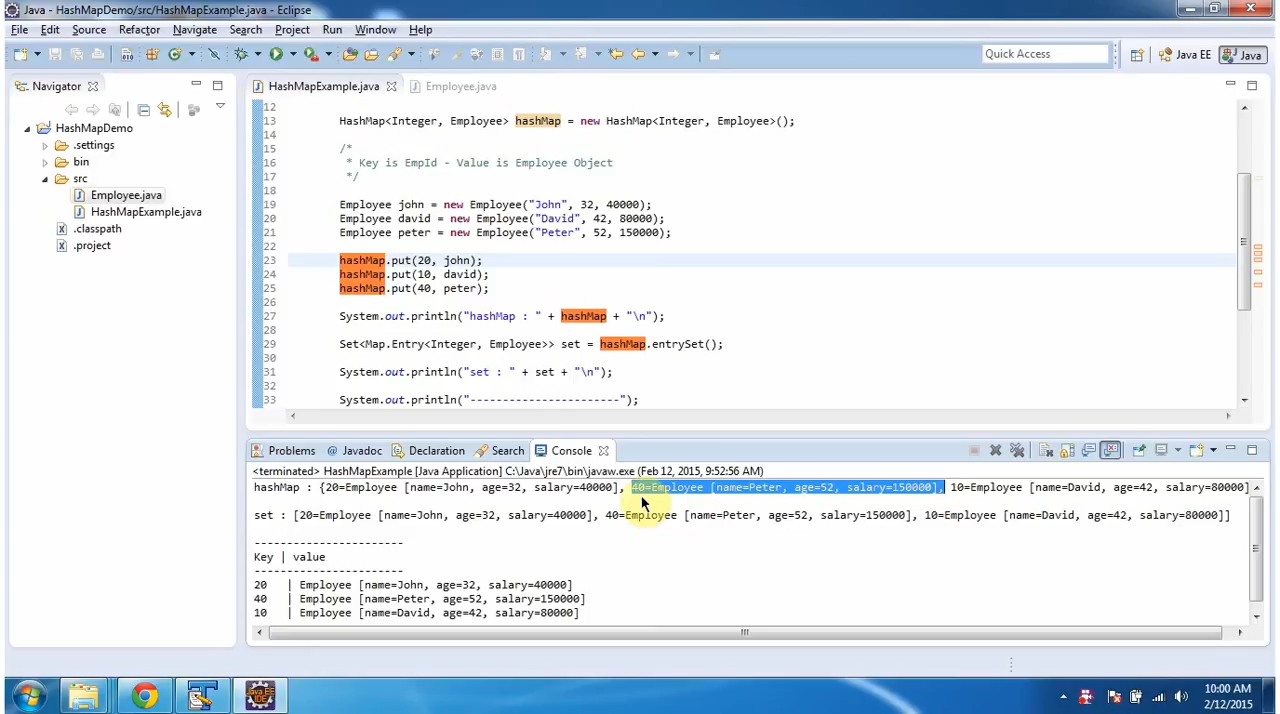 Java - HashMapDemo/src/HashMapExample.java - Eclipse
File Edit Source Refactor Navigate Search Project Run Window Help
Quick Access Java EE Java
Navigator
HashMapDemo
.settings
bin
src
Employee.java
HashMapExample.java
.classpath
.project
HashMapExample.java Employee.java
12
13 HashMap<Integer, Employee> hashMap = new HashMap<Integer, Employee>();
14
15 /*
16 * Key is EmpId - Value is Employee Object
17 */
18
19 Employee john = new Employee("John", 32, 40000);
20 Employee david = new Employee("David", 42, 80000);
21 Employee peter = new Employee("Peter", 52, 150000);
22
23 hashMap.put(20, john);
24 hashMap.put(10, david);
25 hashMap.put(40, peter);
26
27 System.out.println("hashMap : " + hashMap + "\n");
28
29 Set<Map.Entry<Integer, Employee>> set = hashMap.entrySet();
30
31 System.out.println("set : " + set + "\n");
32
33 System.out.println("-----------------------");
Problems @ Javadoc Declaration Search Console
<terminated> HashMapExample [Java Application] C:\Java\jre7\bin\javaw.exe (Feb 12, 2015, 9:52:56 AM)
hashMap : {20=Employee [name=John, age=32, salary=40000], 40=Employee [name=Peter, age=52, salary=150000], 10=Employee [name=David, age=42, salary=80000]
set : [20=Employee [name=John, age=32, salary=40000], 40=Employee [name=Peter, age=52, salary=150000], 10=Employee [name=David, age=42, salary=80000]]
-----------------------
Key | value
-----------------------
20 | Employee [name=John, age=32, salary=40000]
40 | Employee [name=Peter, age=52, salary=150000]
10 | Employee [name=David, age=42, salary=80000]
Java EE
IDE
10:00 AM
2/12/2015